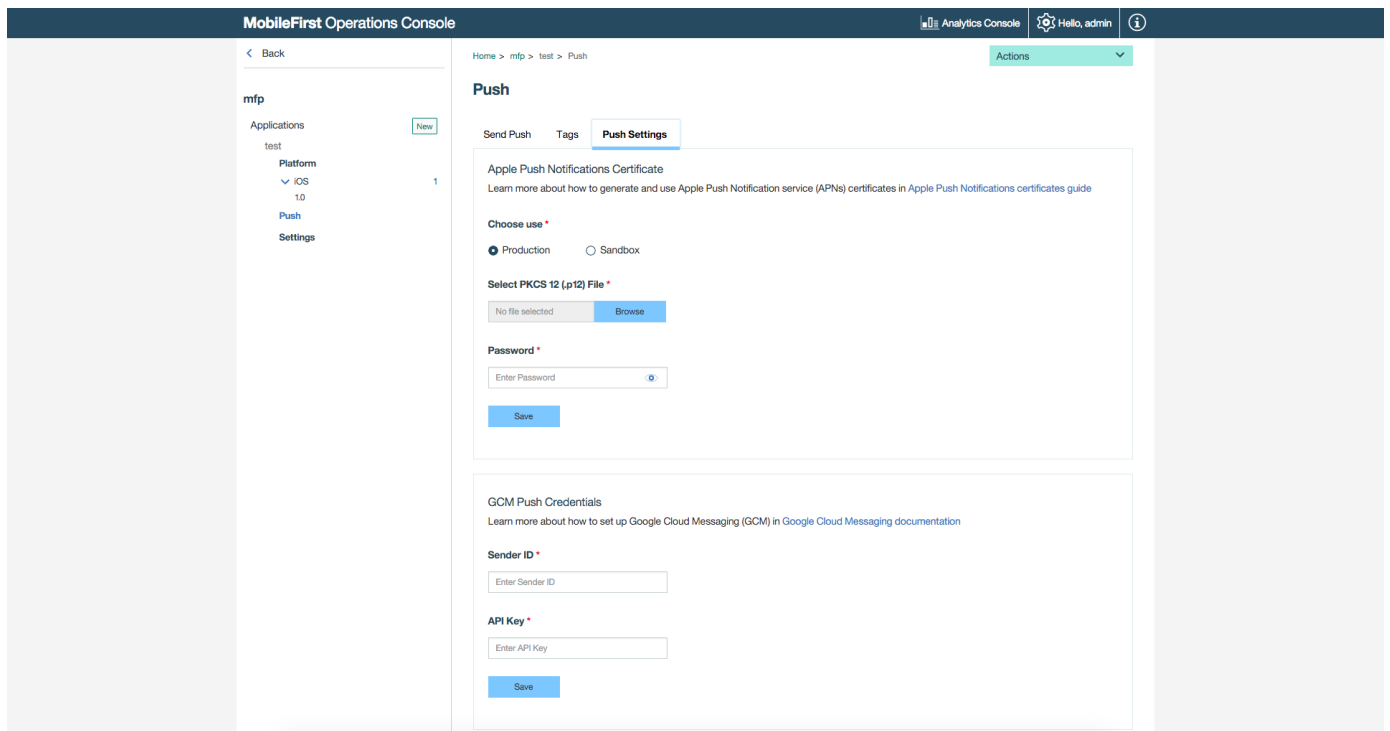 MobileFirst Operations Console
Analytics Console
Hello, admin
Back
mfp
Applications
New
test
Platform
iOS
1
1.0
Push
Settings
Home > mfp > test > Push
Actions
Push
Send Push
Tags
Push Settings
Apple Push Notifications Certificate
Learn more about how to generate and use Apple Push Notification service (APNs) certificates in Apple Push Notifications certificates guide
Choose use *
Production
Sandbox
Select PKCS 12 (.p12) File *
No file selected
Browse
Password *
Enter Password
Save
GCM Push Credentials
Learn more about how to set up Google Cloud Messaging (GCM) in Google Cloud Messaging documentation
Sender ID *
Enter Sender ID
API Key *
Enter API Key
Save